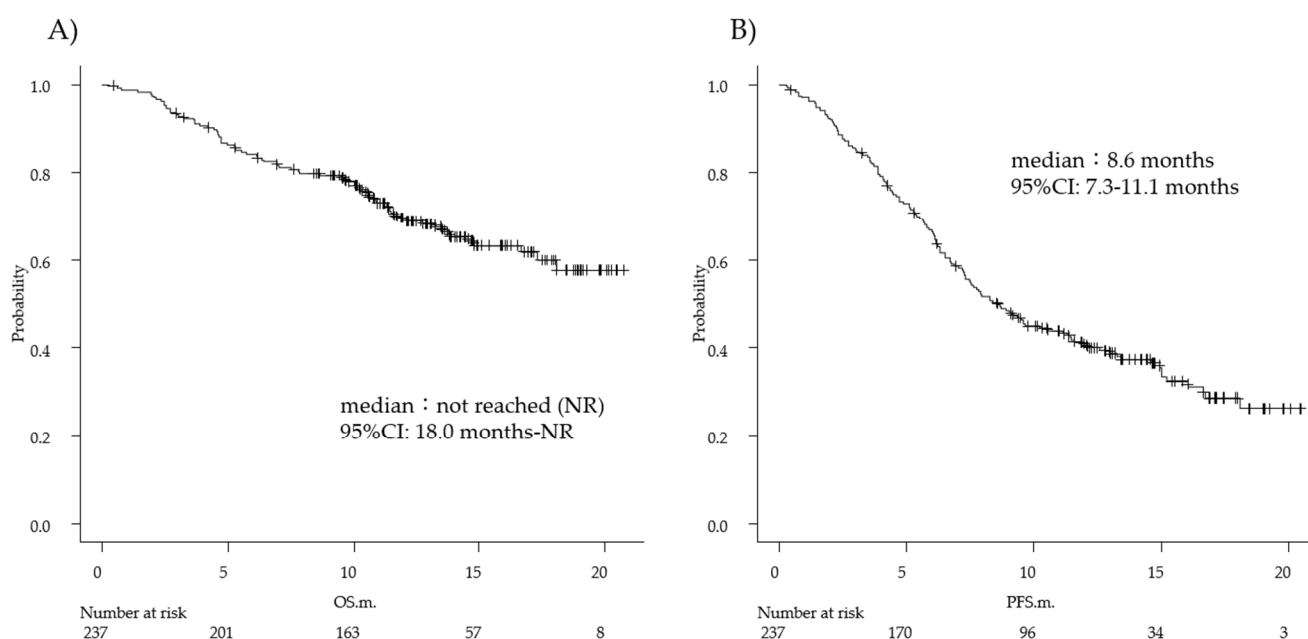 A)
1.0
0.8
0.6
0.4
0.2
0.0
Probability
median：not reached (NR)
95%CI: 18.0 months-NR
0 5 10 15 20
OS.m.
Number at risk
237 201 163 57 8
B)
1.0
0.8
0.6
0.4
0.2
0.0
Probability
median：8.6 months
95%CI: 7.3-11.1 months
0 5 10 15 20
PFS.m.
Number at risk
237 170 96 34 3